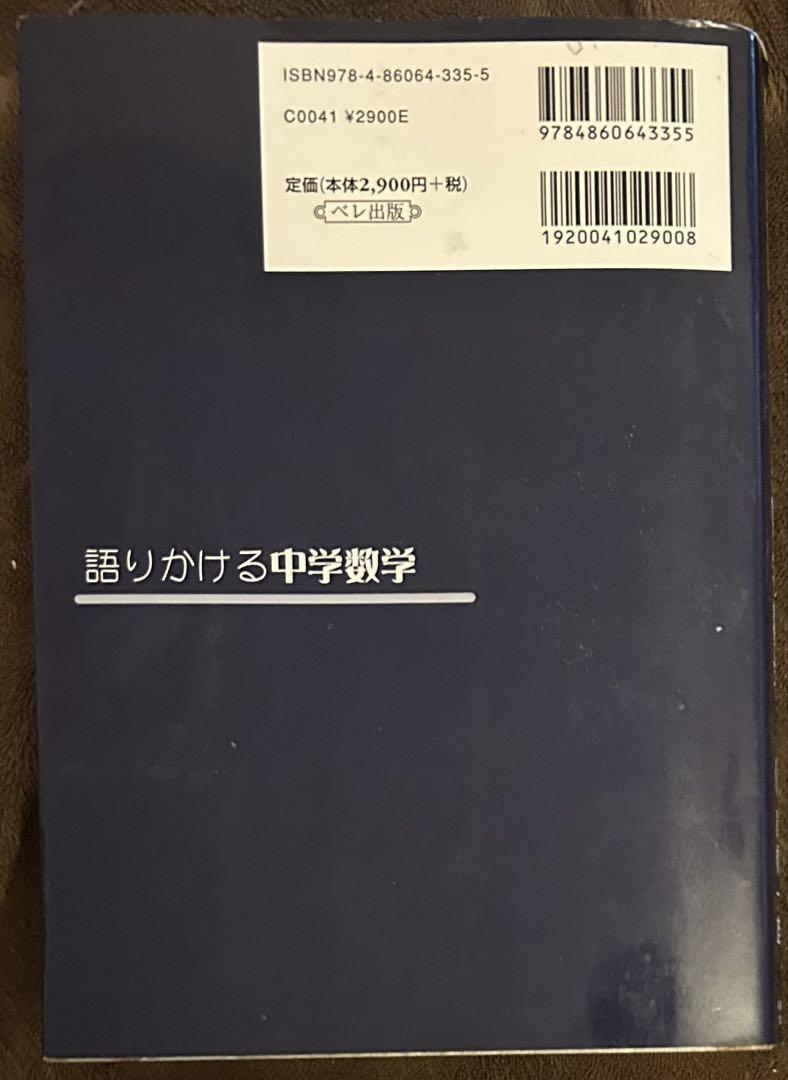 ISBN978-4-86064-335-5
C0041 ¥2900E
9784860643355
定価(本体2,900円+税)
ベレ出版
1920041029008
語りかける中学数学